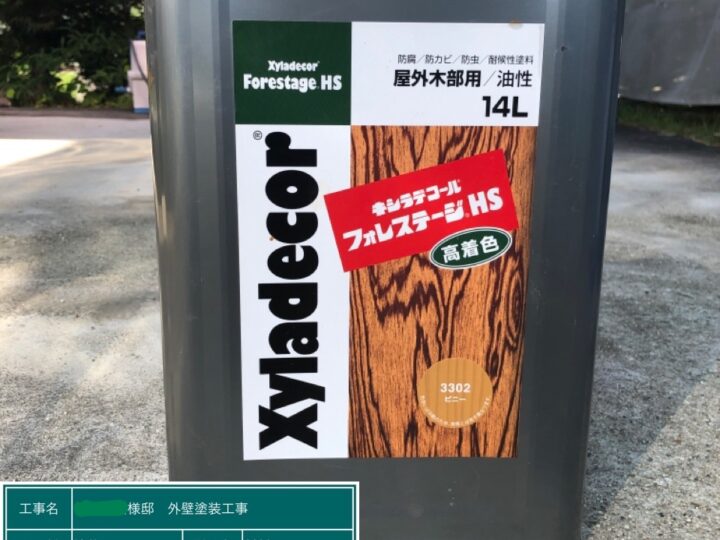 Xyladecor
Forestage HS
防腐／防カビ／防虫／耐候性塗料
屋外木部用／油性
14L
Xyladecor®
キシラデコール®
フォレステージ®HS
高着色
3302
ピニー
工事名 様邸 外壁塗装工事